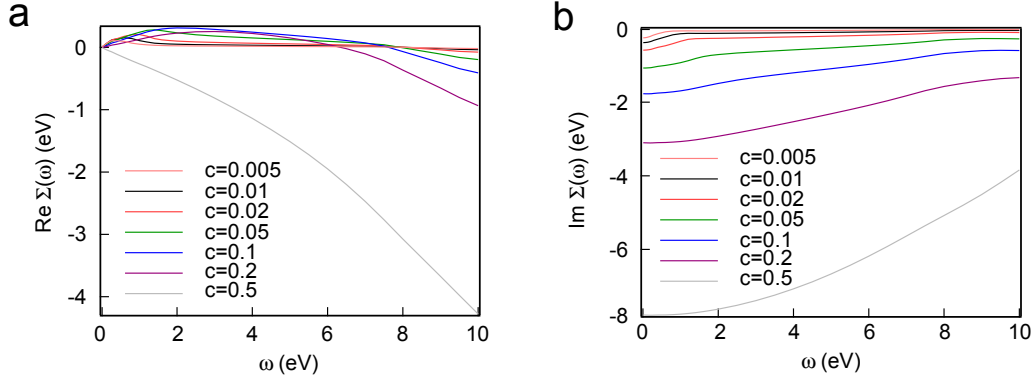 a
Re Σ(ω) (eV)
0
-1
-2
-3
-4
c=0.005
c=0.01
c=0.02
c=0.05
c=0.1
c=0.2
c=0.5
0 2 4 6 8 10
ω (eV)
b
Im Σ(ω) (eV)
0
-2
-4
-6
-8
c=0.005
c=0.01
c=0.02
c=0.05
c=0.1
c=0.2
c=0.5
0 2 4 6 8 10
ω (eV)